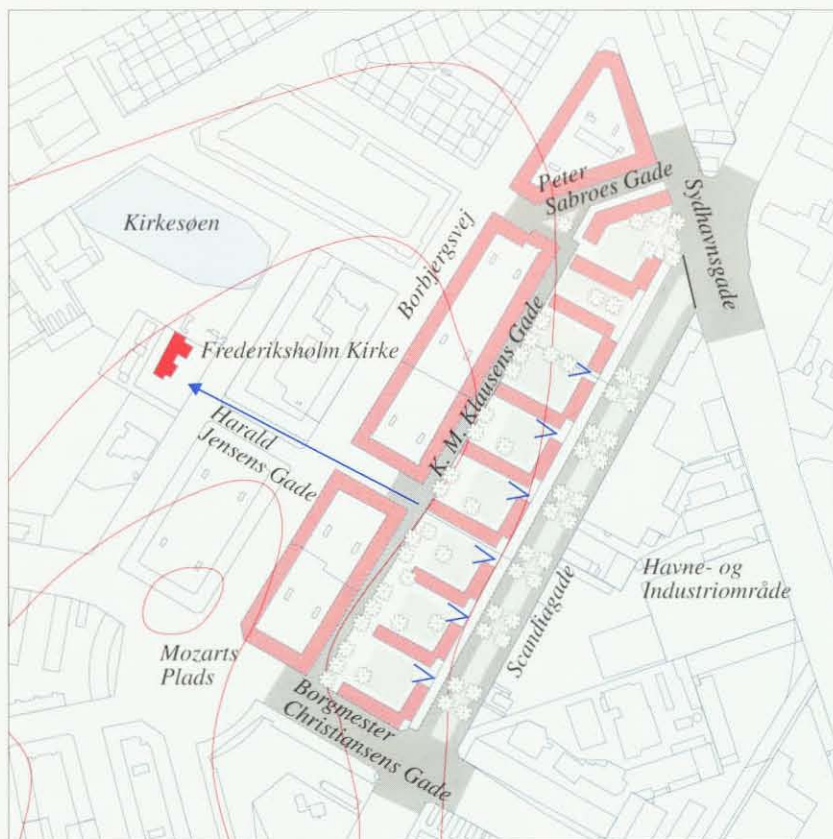 Peter
Sabroes Gade
Sydhavnsgade
Kirkesøen
Borbjergsvej
Frederiksholm Kirke
K. M. Klausens Gade
Harald
Jensens Gade
Havne- og
Industriområde
Scandiagade
Mozarts
Plads
Borgmester
Christiansens Gade